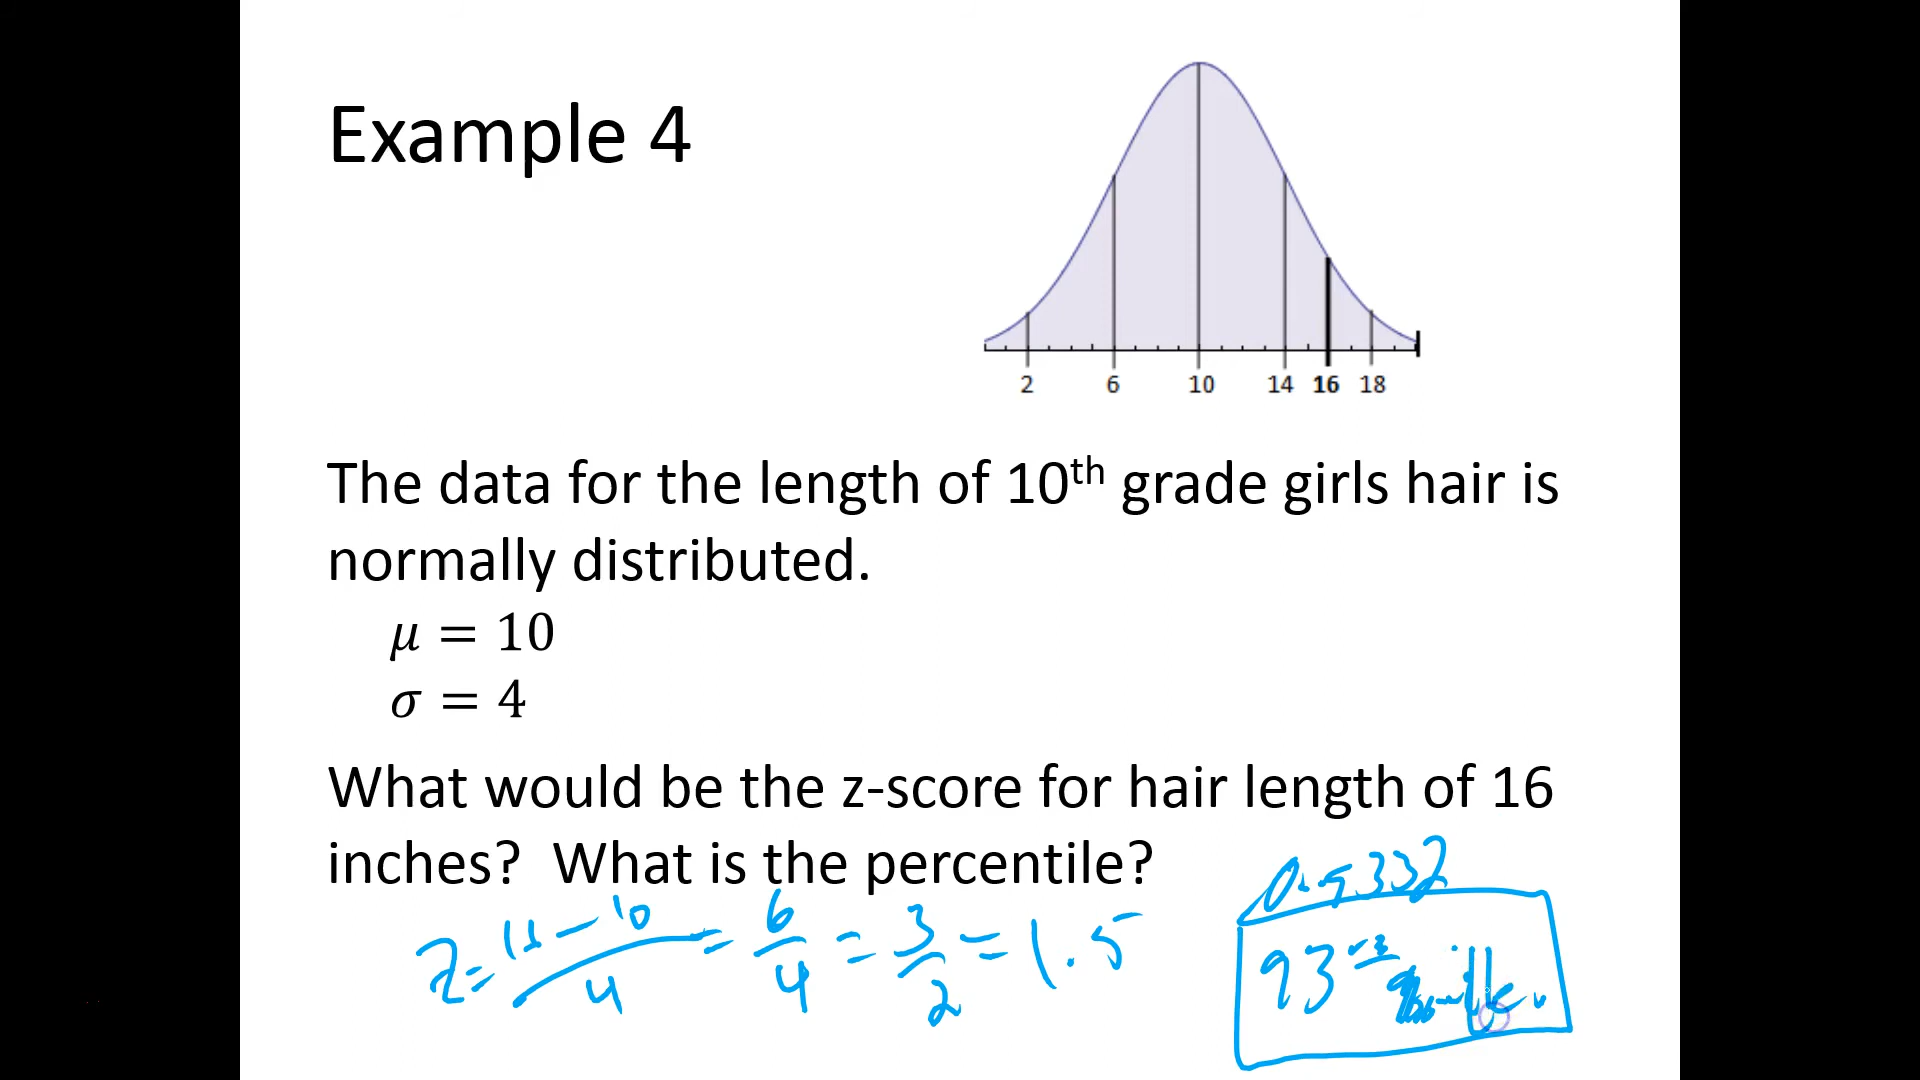 Example 4
2 6 10 14 16 18
The data for the length of 10th grade girls hair is
normally distributed.
μ = 10
σ = 4
What would be the z-score for hair length of 16
inches? What is the percentile?
0.9332
z = 16 - 10 / 4 = 6/4 = 3/2 = 1.5
93